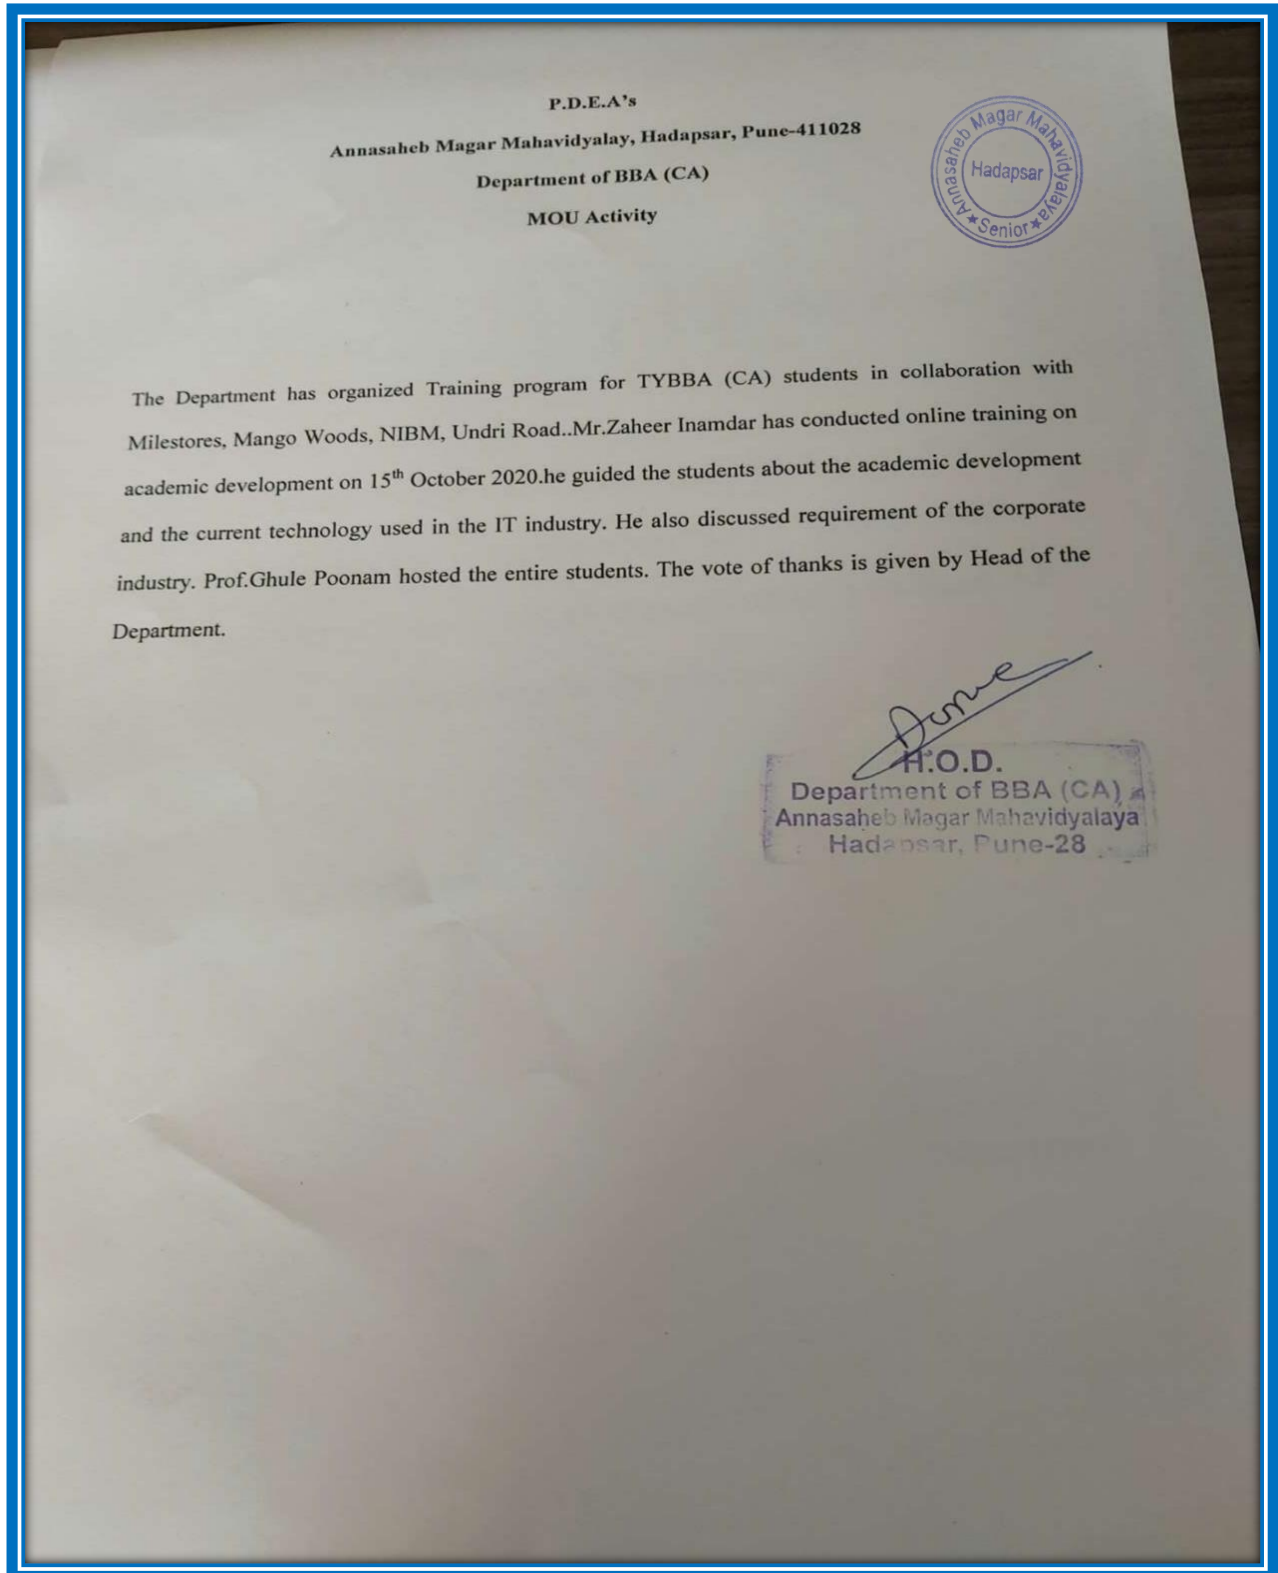 P.D.E.A's
Annasaheb Magar Mahavidyalay, Hadapsar, Pune-411028
Department of BBA (CA)
MOU Activity
Annasaheb Magar Mahavidyalaya
Hadapsar
★ Senior ★
The Department has organized Training program for TYBBA (CA) students in collaboration with
Milestores, Mango Woods, NIBM, Undri Road..Mr.Zaheer Inamdar has conducted online training on
academic development on 15th October 2020.he guided the students about the academic development
and the current technology used in the IT industry. He also discussed requirement of the corporate
industry. Prof.Ghule Poonam hosted the entire students. The vote of thanks is given by Head of the
Department.
H.O.D.
Department of BBA (CA)
Annasaheb Magar Mahavidyalaya
Hadapsar, Pune-28